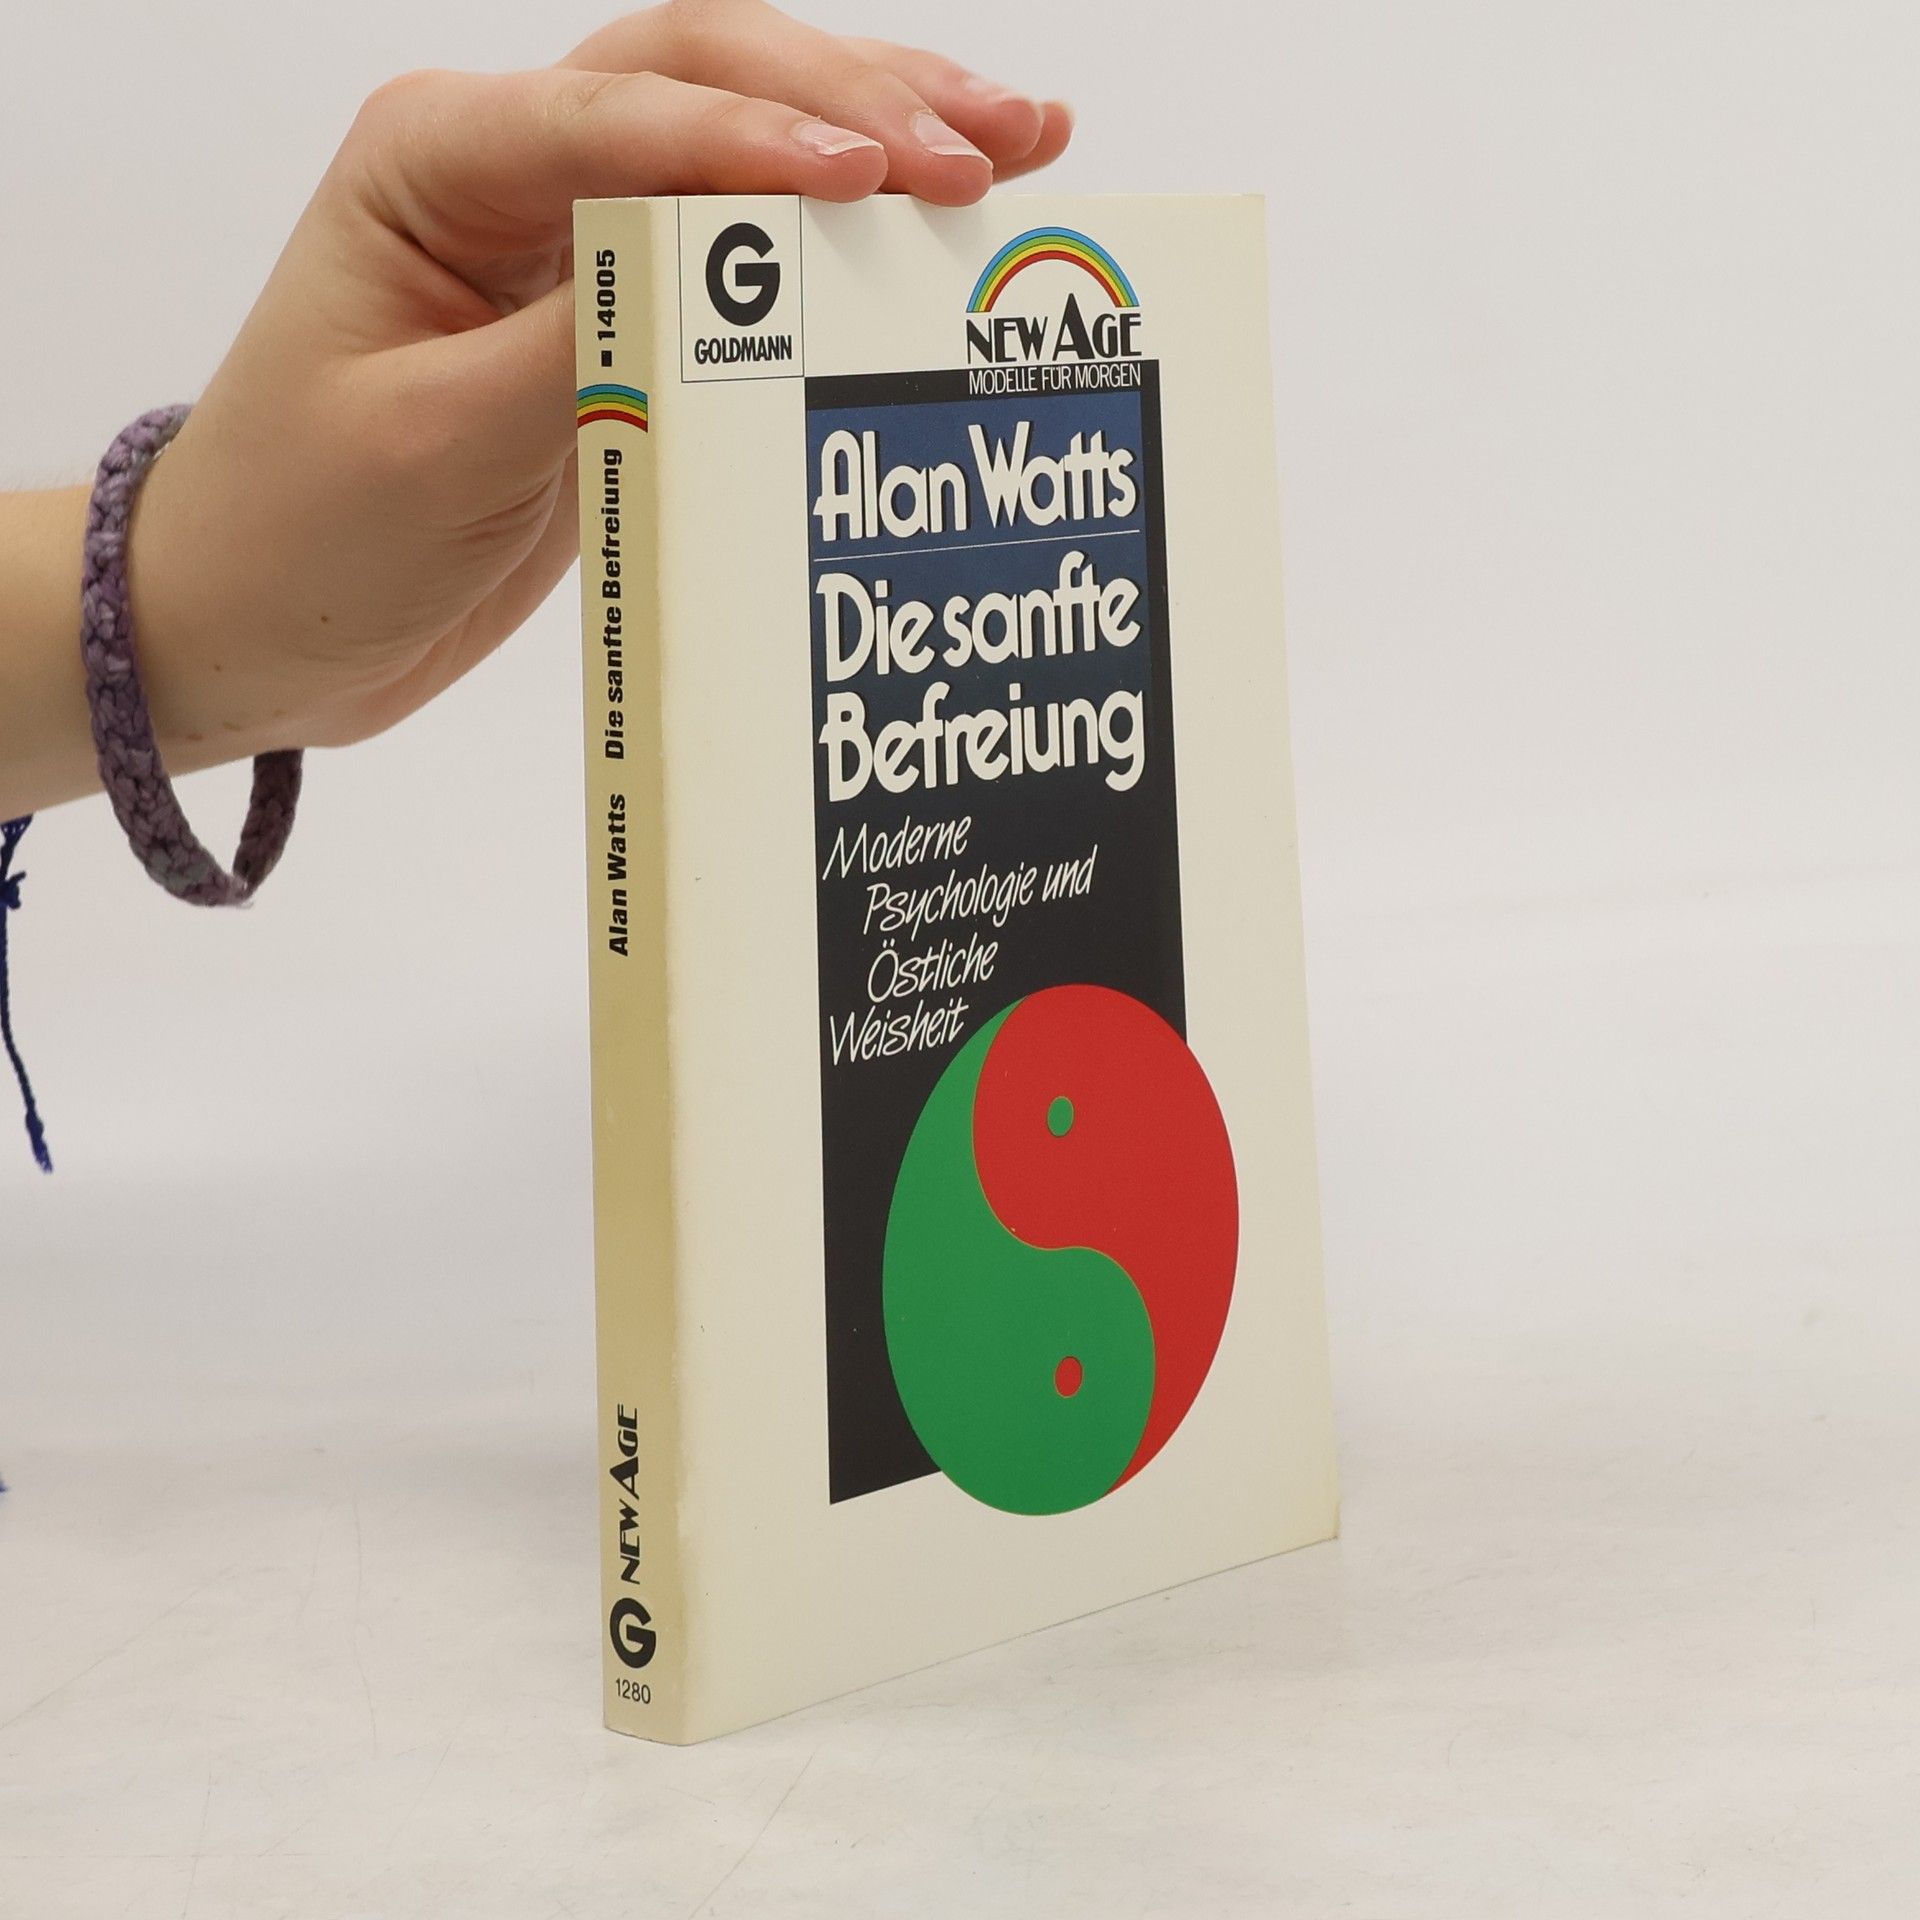 G
GOLDMANN
NEW AGE
MODELLE FÜR MORGEN
Alan Watts
Die sanfte
Befreiung
Moderne
Psychologie und
Östliche
Weisheit
14005
Alan Watts Die sanfte Befreiung
NEW AGE
G
1280